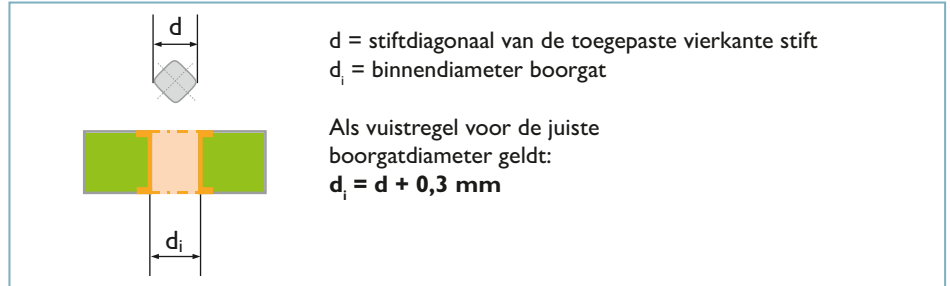 d
d = stiftdiagonaal van de toegepaste vierkante stift
dᵢ = binnendiameter boorgat
Als vuistregel voor de juiste
boorgatdiameter geldt:
dᵢ = d + 0,3 mm
dᵢ